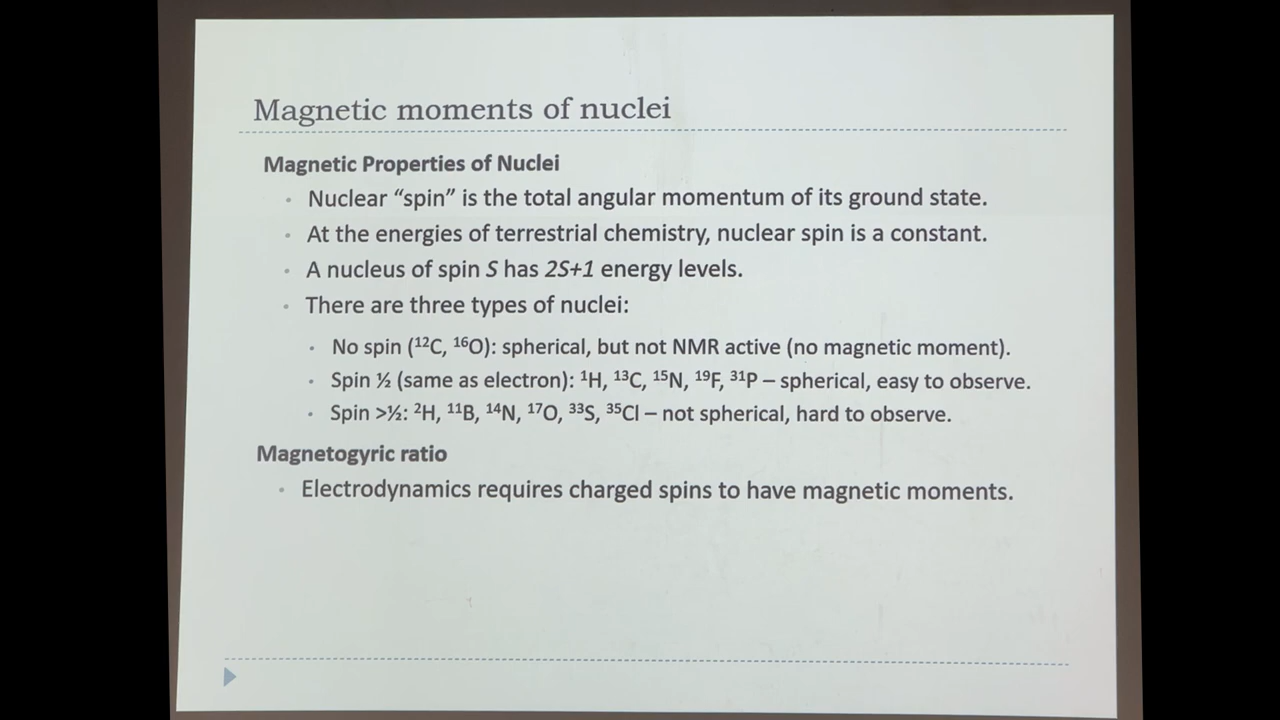 Magnetic moments of nuclei
Magnetic Properties of Nuclei
• Nuclear “spin” is the total angular momentum of its ground state.
• At the energies of terrestrial chemistry, nuclear spin is a constant.
• A nucleus of spin S has 2S+1 energy levels.
• There are three types of nuclei:
• No spin (¹²C, ¹⁶O): spherical, but not NMR active (no magnetic moment).
• Spin ½ (same as electron): ¹H, ¹³C, ¹⁵N, ¹⁹F, ³¹P – spherical, easy to observe.
• Spin >½: ²H, ¹¹B, ¹⁴N, ¹⁷O, ³³S, ³⁵Cl – not spherical, hard to observe.
Magnetogyric ratio
• Electrodynamics requires charged spins to have magnetic moments.